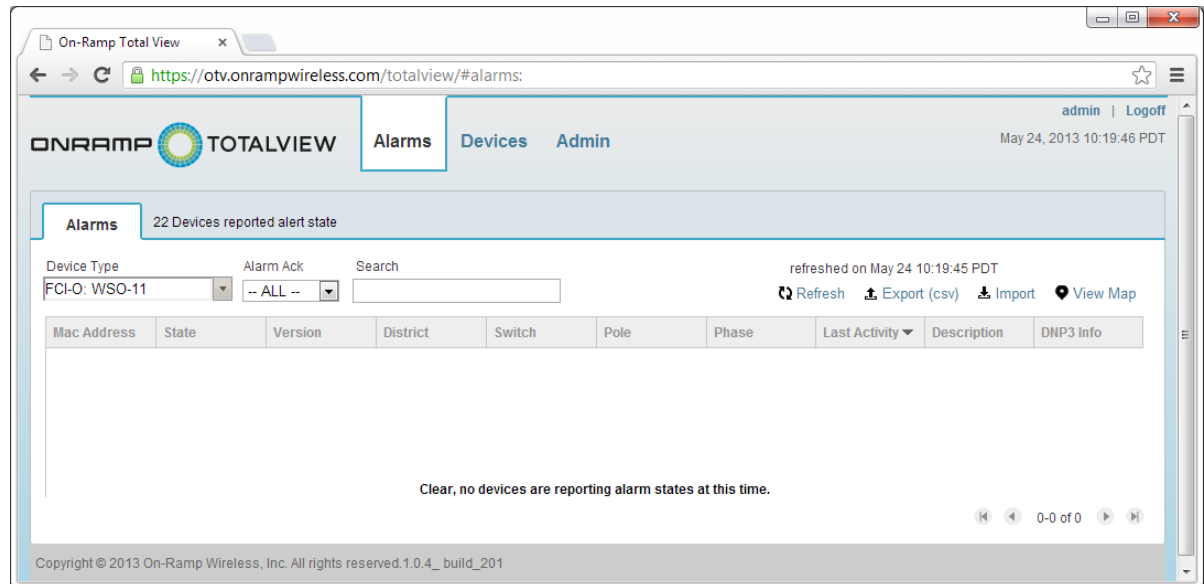 On-Ramp Total View
https://otv.onrampwireless.com/totalview/#alarms:
admin | Logoff
May 24, 2013 10:19:46 PDT
ONRAMP TOTALVIEW
Alarms Devices Admin
Alarms 22 Devices reported alert state
Device Type Alarm Ack Search
refreshed on May 24 10:19:45 PDT
FCI-O: WSO-11 -- ALL --
Refresh Export (csv) Import View Map
Mac Address State Version District Switch Pole Phase Last Activity Description DNP3 Info
Clear, no devices are reporting alarm states at this time.
0-0 of 0
Copyright © 2013 On-Ramp Wireless, Inc. All rights reserved.1.0.4_ build_201